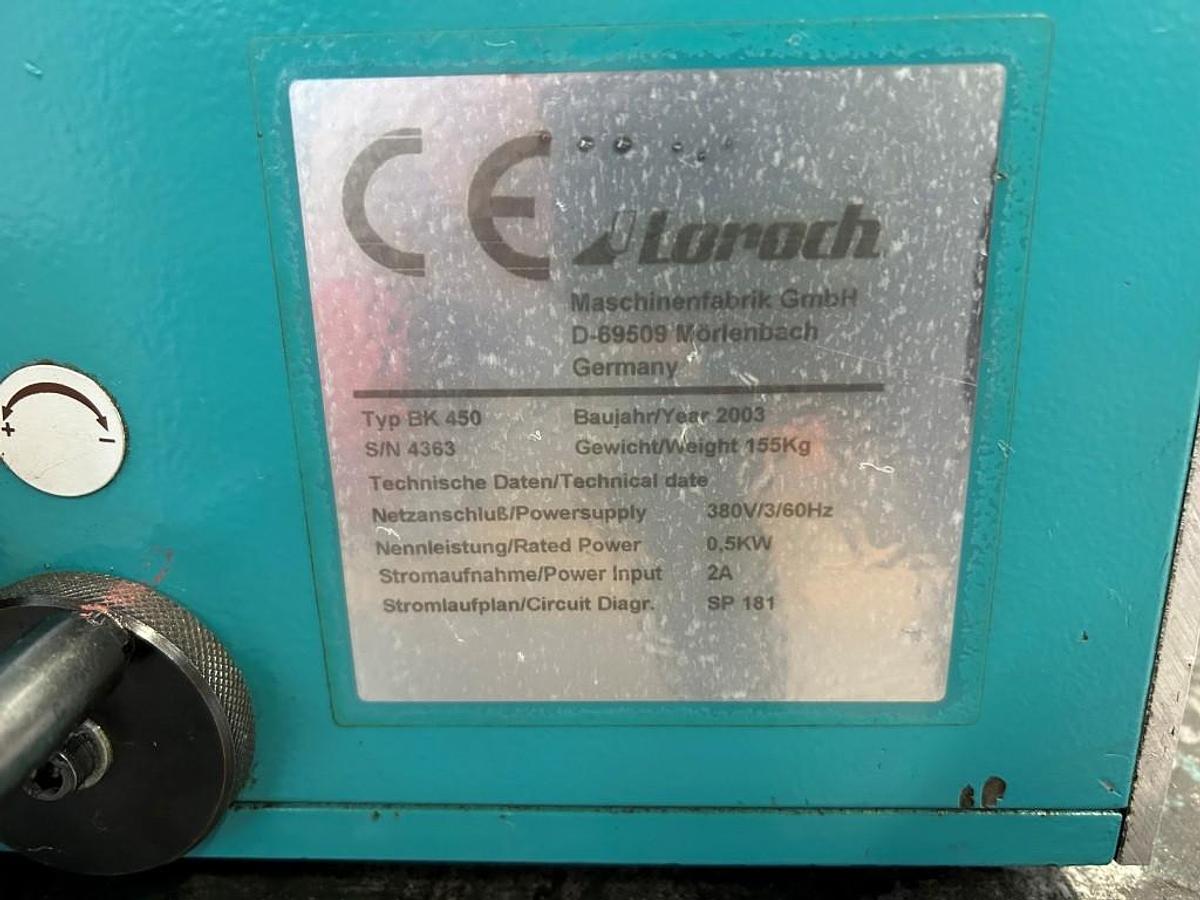 CE Loroch
Maschinenfabrik GmbH
D-69509 Mörlenbach
Germany
Typ BK 450 Baujahr/Year 2003
S/N 4363 Gewicht/Weight 155Kg
Technische Daten/Technical date
Netzanschluß/Powersupply 380V/3/60Hz
Nennleistung/Rated Power 0,5KW
Stromaufnahme/Power Input 2A
Stromlaufplan/Circuit Diagr. SP 181
+ -